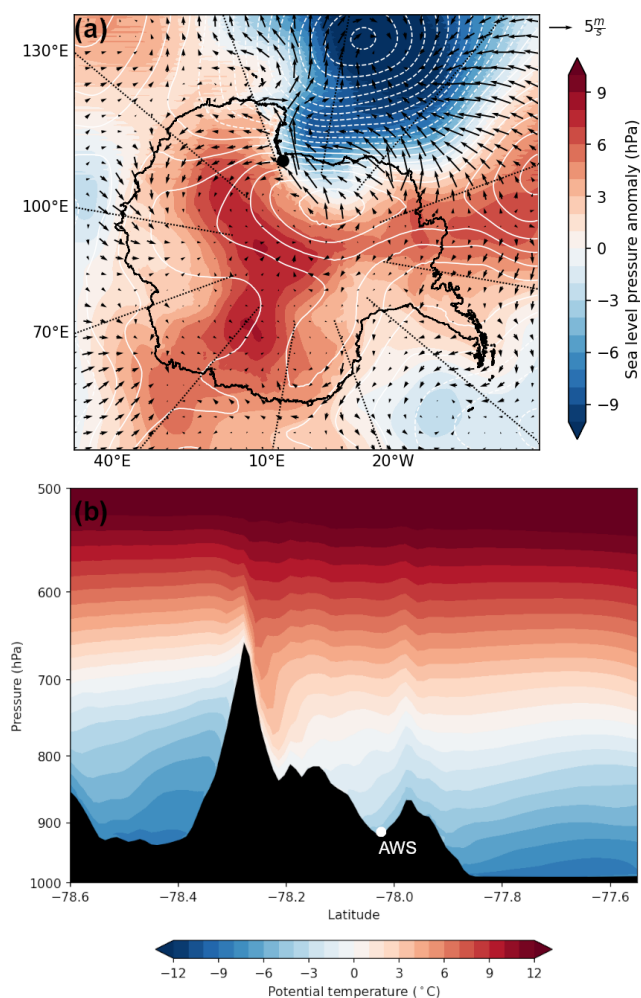 (a)
5 m/s
130°E
100°E
70°E
40°E 10°E 20°W
9
6
3
0
−3
−6
−9
Sea level pressure anomaly (hPa)
(b)
500
600
700
800
900
1000
Pressure (hPa)
AWS
−78.6 −78.4 −78.2 −78.0 −77.8 −77.6
Latitude
−12 −9 −6 −3 0 3 6 9 12
Potential temperature (°C)